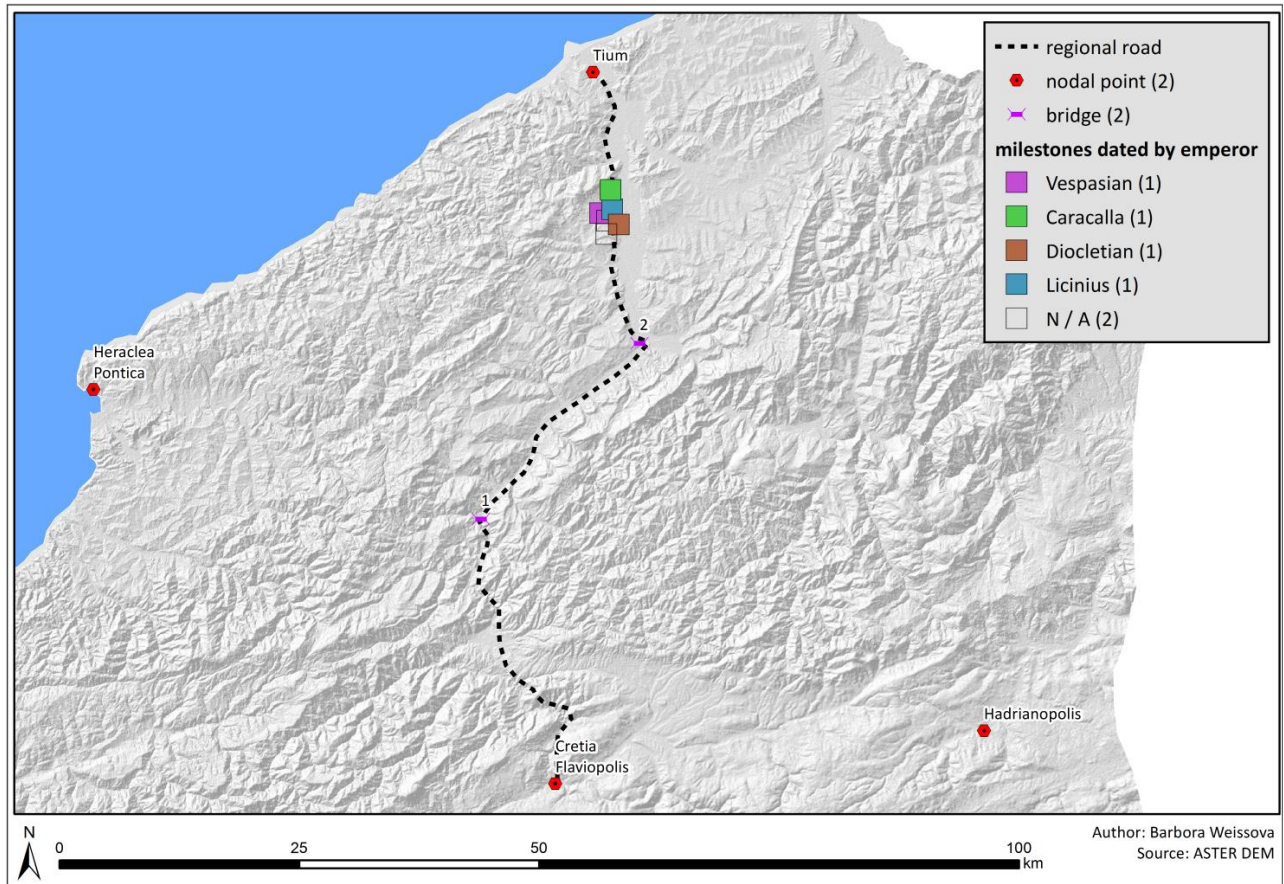 Tium
Heraclea
Pontica
2
1
Hadrianopolis
Cretia
Flaviopolis
regional road
nodal point (2)
bridge (2)
milestones dated by emperor
Vespasian (1)
Caracalla (1)
Diocletian (1)
Licinius (1)
N / A (2)
N
0
25
50
100
km
Author: Barbora Weissova
Source: ASTER DEM